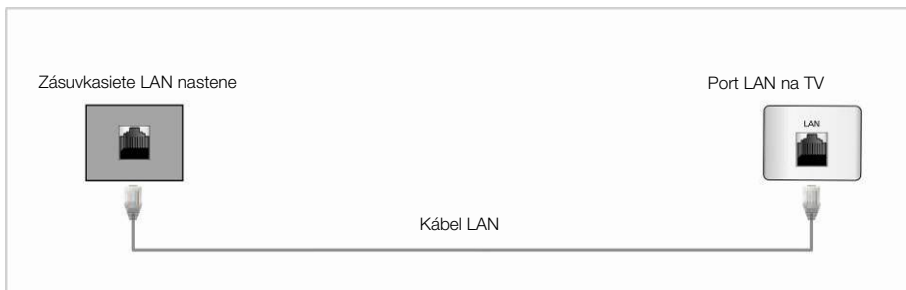 Zásuvkasiete LAN nastene
Port LAN na TV
LAN
Kábel LAN